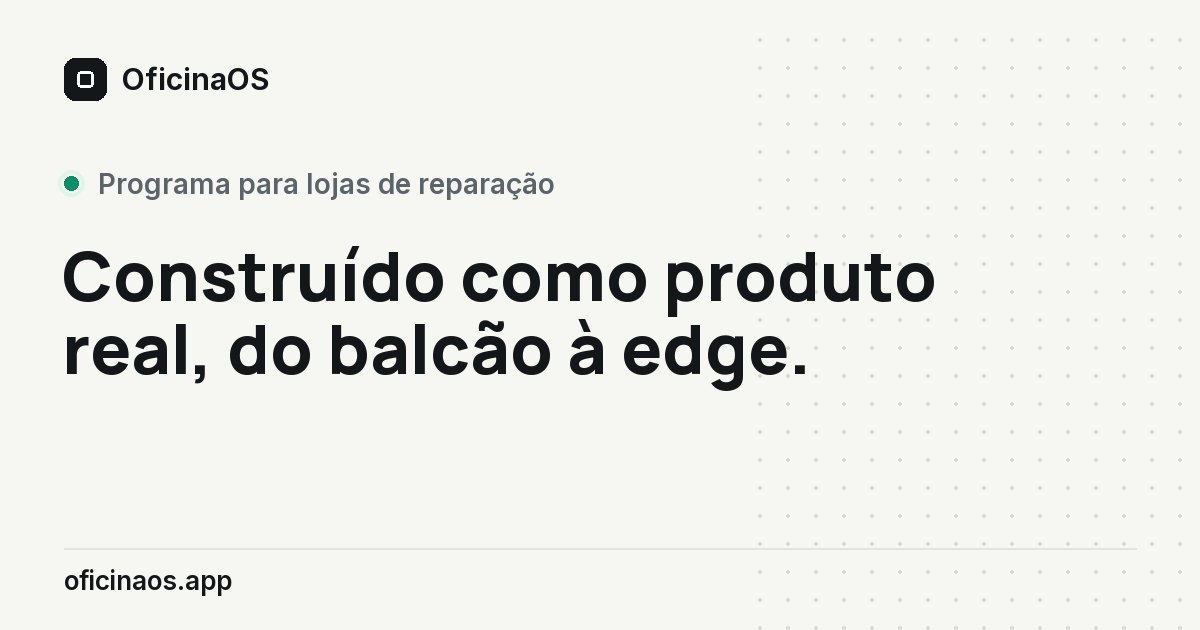 OficinaOS
Programa para lojas de reparação
Construído como produto
real, do balcão à edge.
oficinaos.app